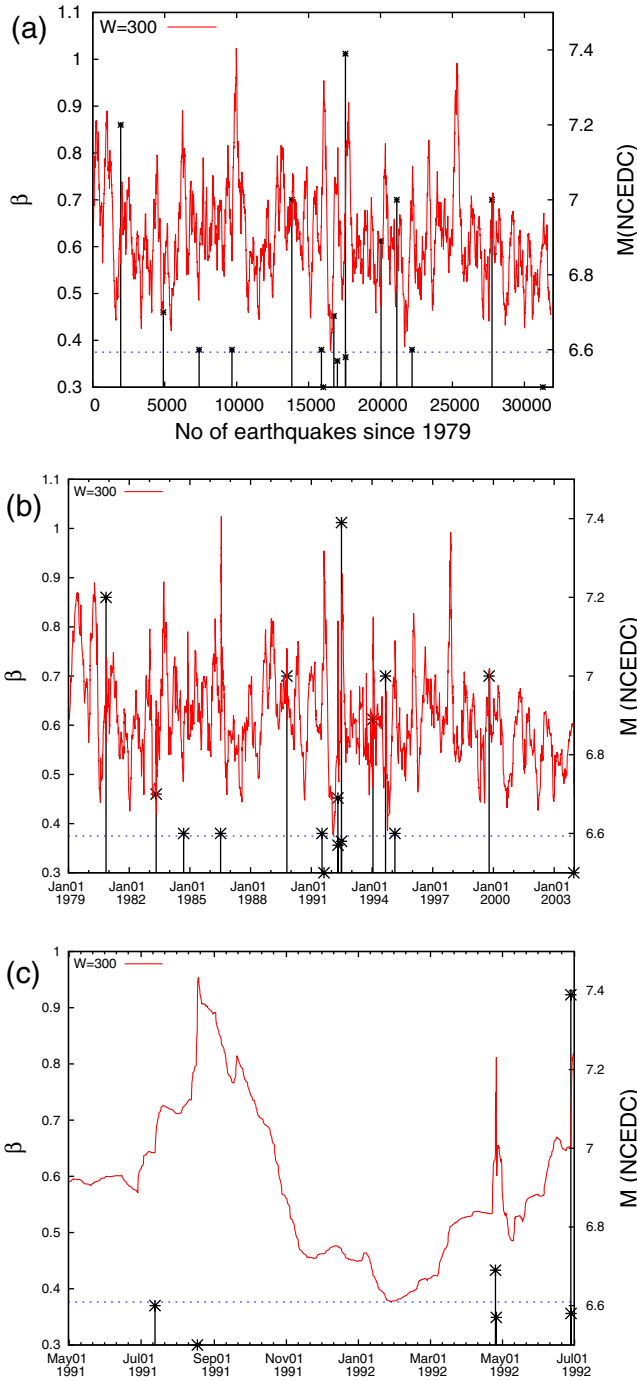 (a)
W=300
1.1
1
0.9
0.8
0.7
0.6
0.5
0.4
0.3
β
7.4
7.2
7
6.8
6.6
M(NCEDC)
0 5000 10000 15000 20000 25000 30000
No of earthquakes since 1979
(b)
W=300
1.1
1
0.9
0.8
0.7
0.6
0.5
0.4
0.3
β
7.4
7.2
7
6.8
6.6
M (NCEDC)
Jan01 Jan01 Jan01 Jan01 Jan01 Jan01 Jan01 Jan01 Jan01
1979 1982 1985 1988 1991 1994 1997 2000 2003
(c)
W=300
1
0.9
0.8
0.7
0.6
0.5
0.4
0.3
β
7.4
7.2
7
6.8
6.6
M (NCEDC)
May01 Jul01 Sep01 Nov01 Jan01 Mar01 May01 Jul01
1991 1991 1991 1991 1992 1992 1992 1992